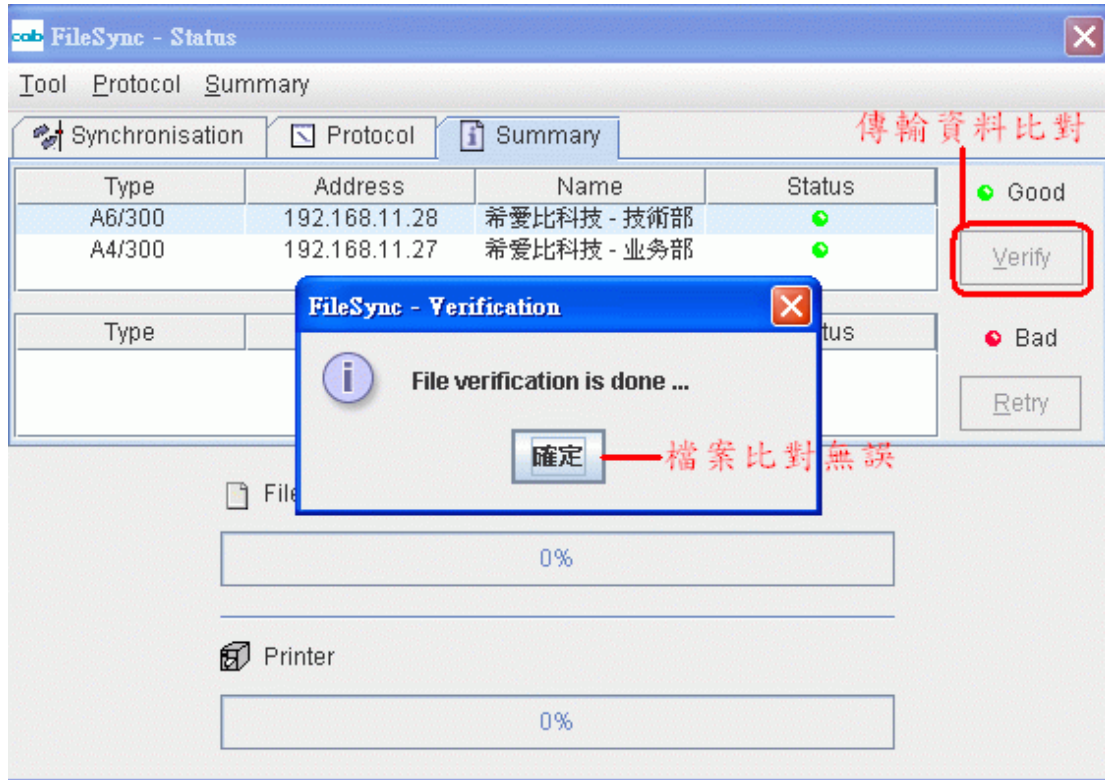 cab FileSync - Status
Tool Protocol Summary
Synchronisation Protocol Summary
傳輸資料比對
Type Address Name Status
Good
A6/300 192.168.11.28 希爱比科技 - 技術部
A4/300 192.168.11.27 希爱比科技 - 业务部
Verify
FileSync - Verification
Type tus
Bad
File verification is done ...
Retry
確定
檔案比對無誤
File
0%
Printer
0%